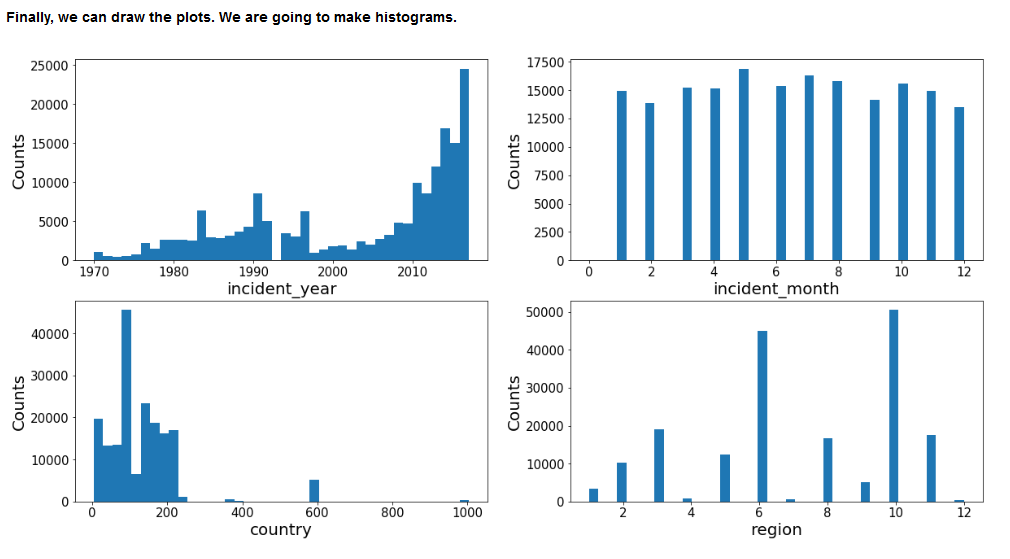 Finally, we can draw the plots. We are going to make histograms.
25000
20000
15000
10000
5000
0
Counts
1970 1980 1990 2000 2010
incident_year
17500
15000
12500
10000
7500
5000
2500
0
Counts
0 2 4 6 8 10 12
incident_month
40000
30000
20000
10000
0
Counts
0 200 400 600 800 1000
country
50000
40000
30000
20000
10000
0
Counts
2 4 6 8 10 12
region